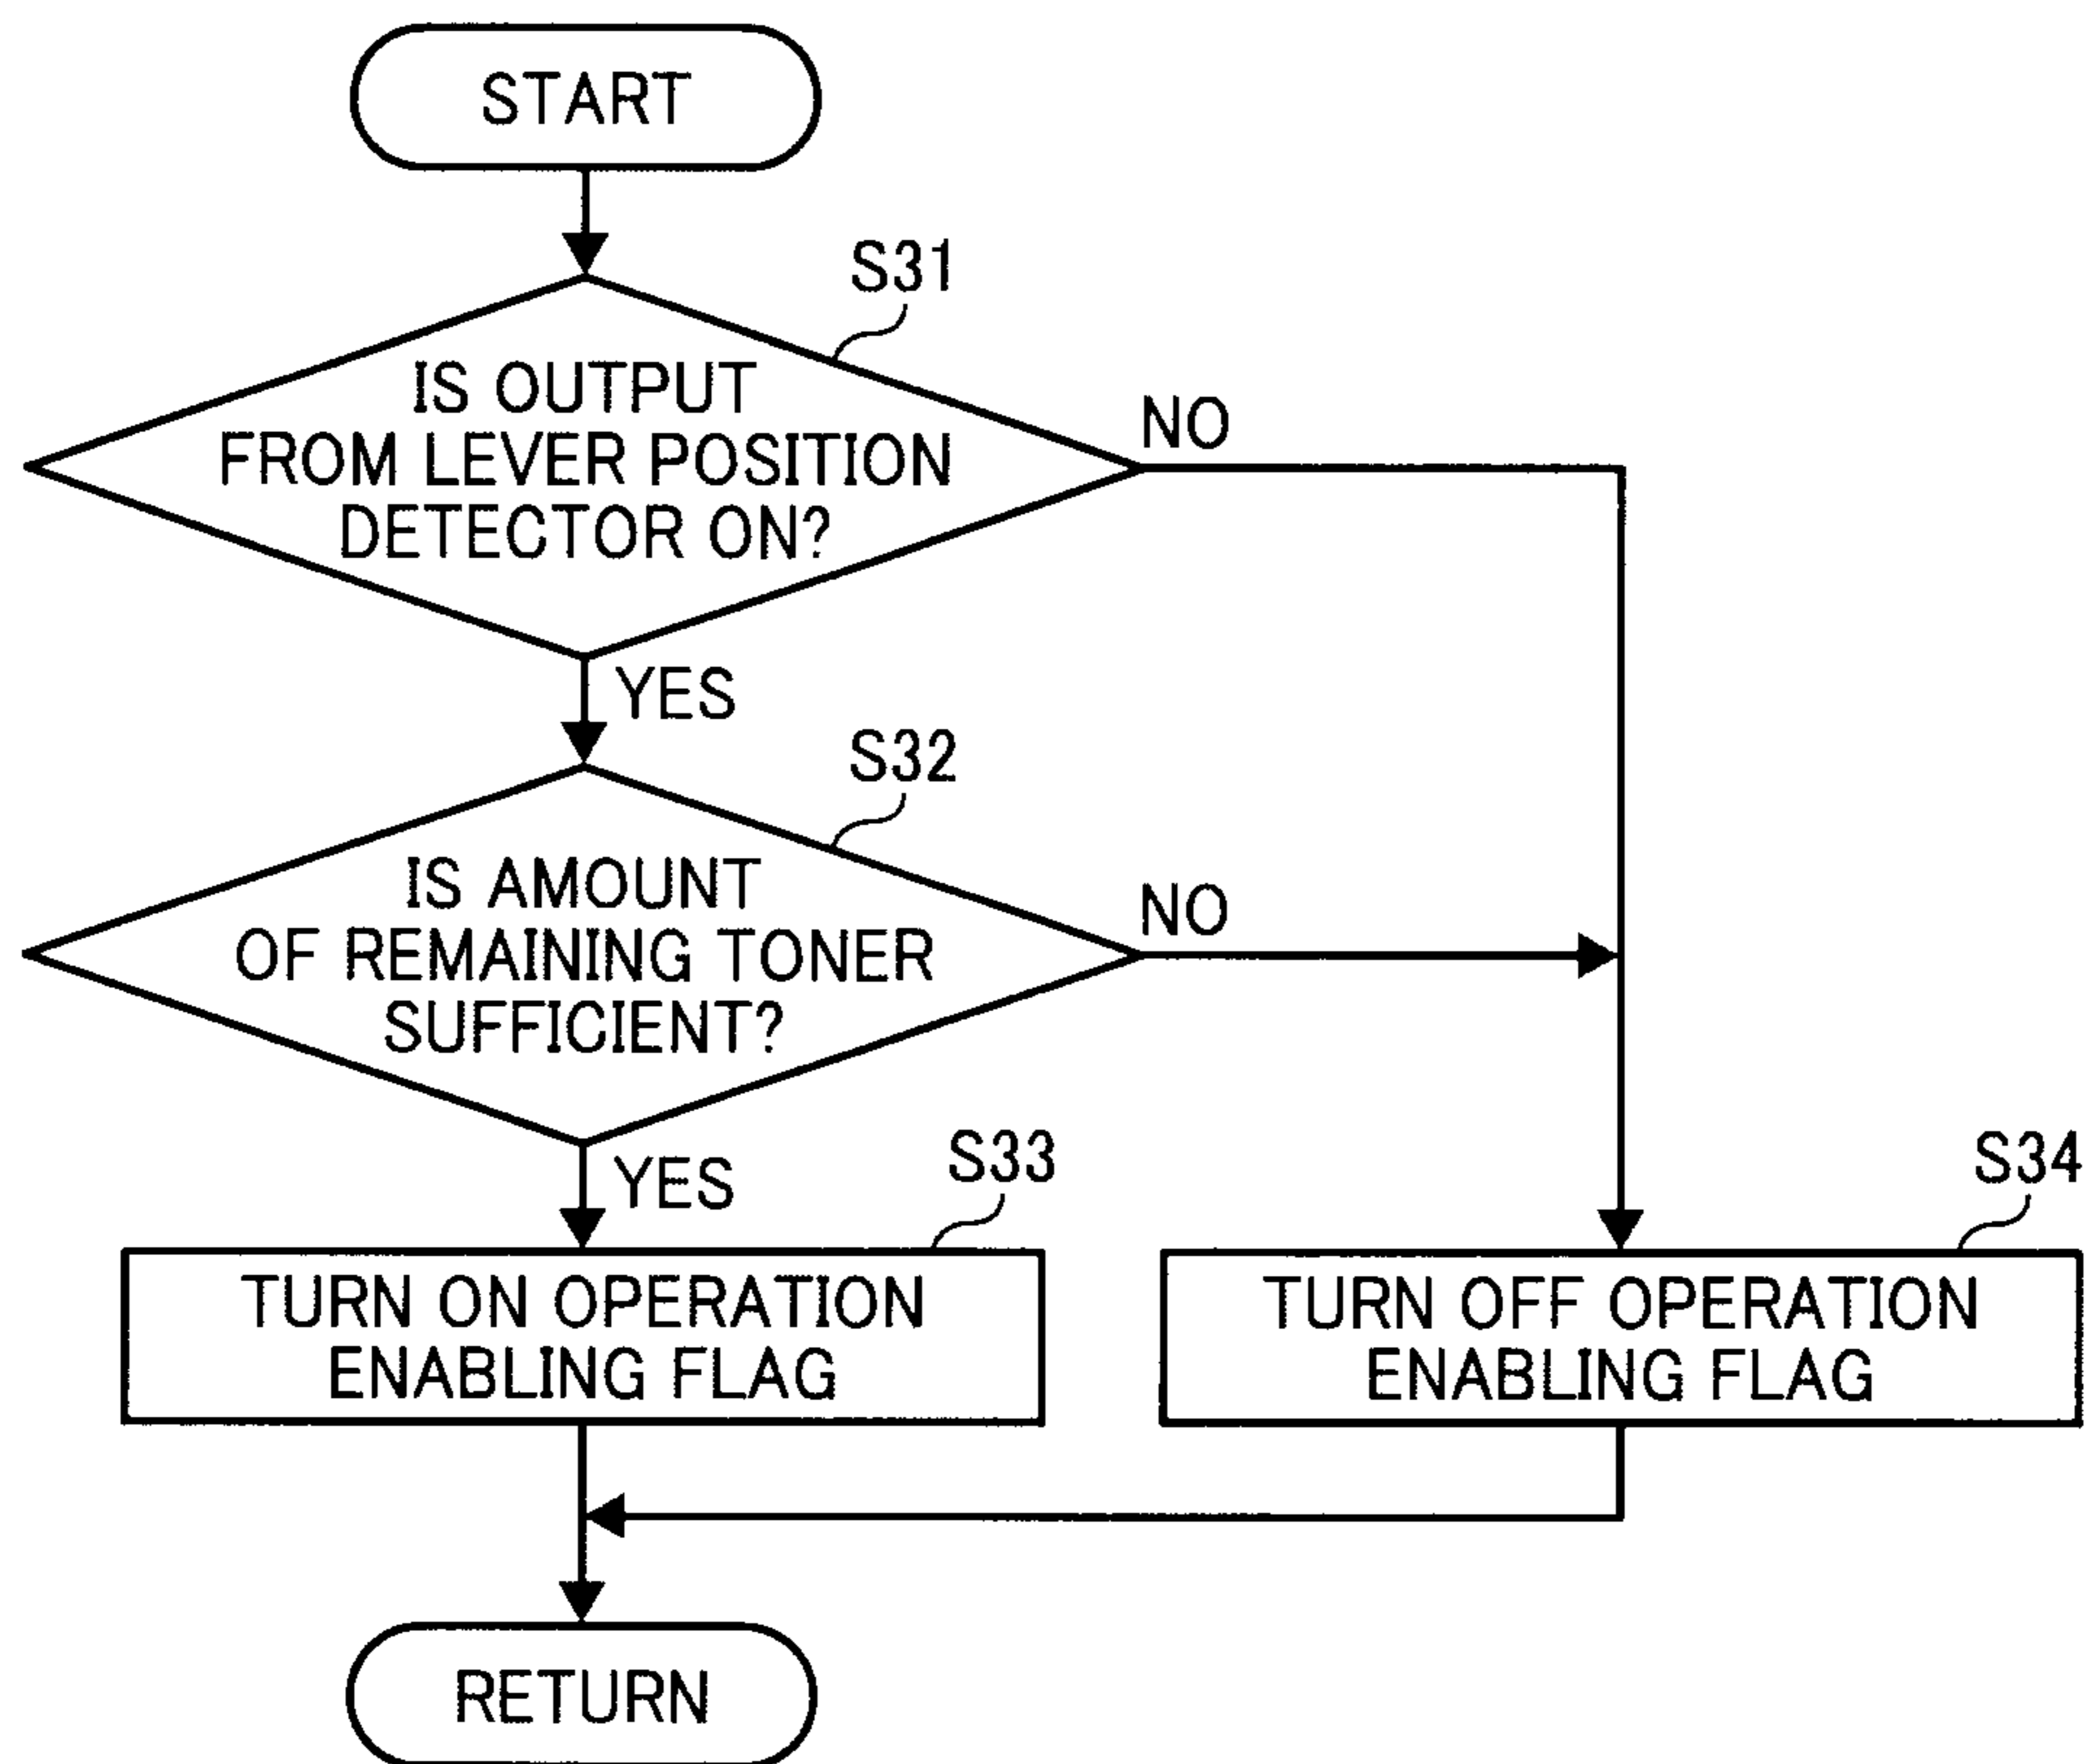 START
S31
IS OUTPUT
FROM LEVER POSITION
DETECTOR ON?
NO
YES
S32
IS AMOUNT
OF REMAINING TONER
SUFFICIENT?
NO
YES
S33
TURN ON OPERATION
ENABLING FLAG
S34
TURN OFF OPERATION
ENABLING FLAG
RETURN